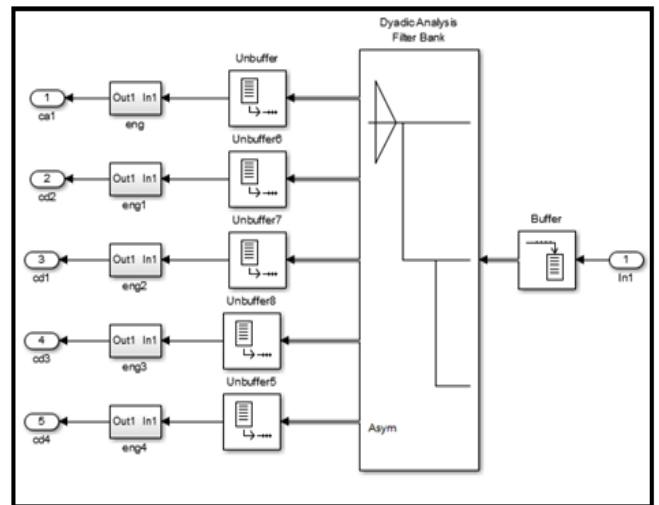 Dyadic Analysis
Filter Bank
Unbuffer
1
Out1 In1
ca1
eng
Unbuffer6
2
Out1 In1
cd2
eng1
Unbuffer7
Buffer
3
Out1 In1
1
cd1
eng2
In1
Unbuffer8
4
Out1 In1
cd3
eng3
Unbuffer5
5
Out1 In1
Asym
cd4
eng4